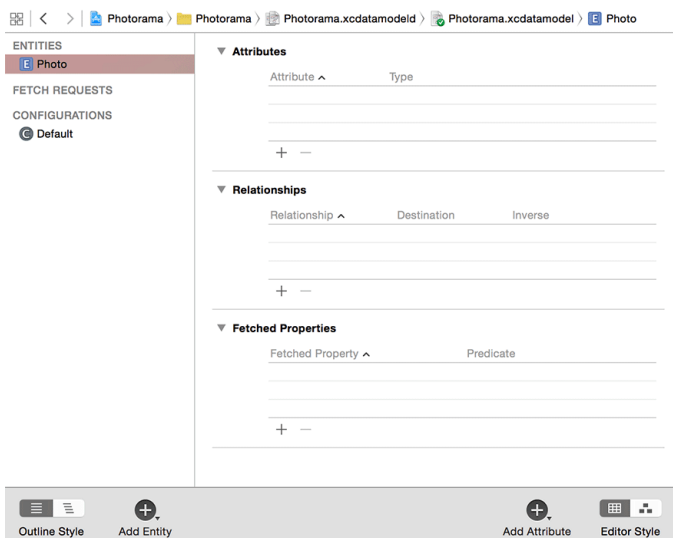 Photorama Photorama Photorama.xcdatamodeld Photorama.xcdatamodel E Photo
ENTITIES
E Photo
FETCH REQUESTS
CONFIGURATIONS
C Default
Attributes
Attribute Type
Relationships
Relationship Destination Inverse
Fetched Properties
Fetched Property Predicate
Outline Style Add Entity Add Attribute Editor Style